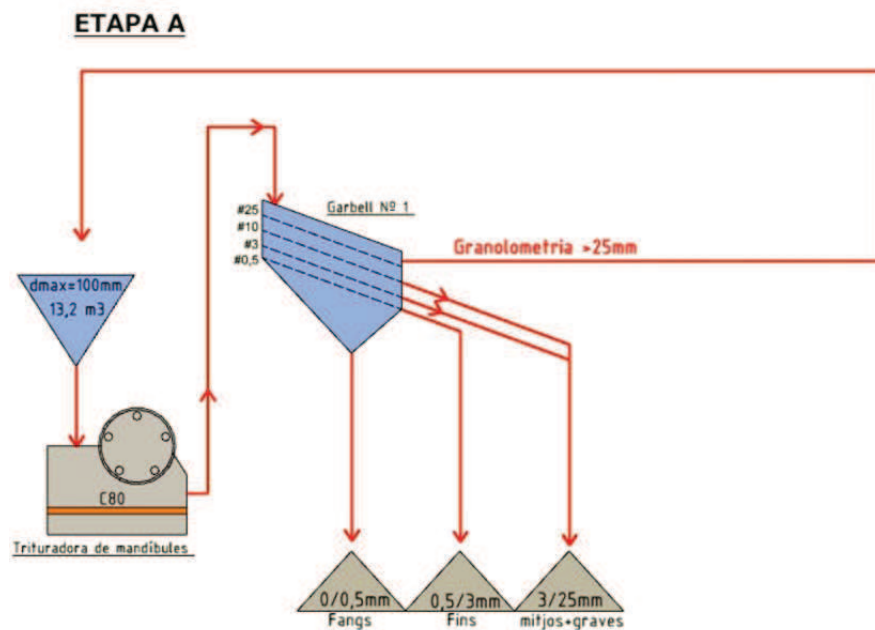 ETAPA A
Garbell Nº 1
#25
#10
#3
#0,5
Granolometria >25mm
dmax=100mm
13,2 m3
C80
Trituradora de mandíbules
0/0,5mm
0,5/3mm
3/25mm
Fangs
Fins
mitjos+graves